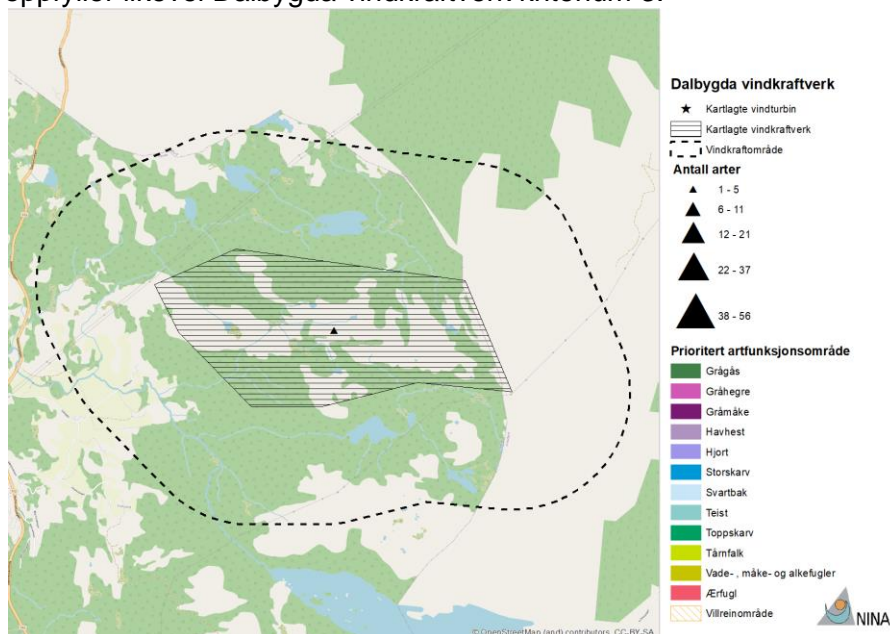 oppfyller likevel Dalbygda vindkraftverk kriterium 3.
Dalbygda vindkraftverk
Kartlagte vindturbin
Kartlagte vindkraftverk
Vindkraftområde
Antall arter
1 - 5
6 - 11
12 - 21
22 - 37
38 - 56
Prioritert artfunksjonsområde
Grågås
Gråhegre
Gråmåke
Havhest
Hjort
Storskarv
Svartbak
Teist
Toppskarv
Tårnfalk
Vade- , måke- og alkefugler
Ærfugl
Villreinområde
NINA
© OpenStreetMap (and) contributors, CC-BY-SA